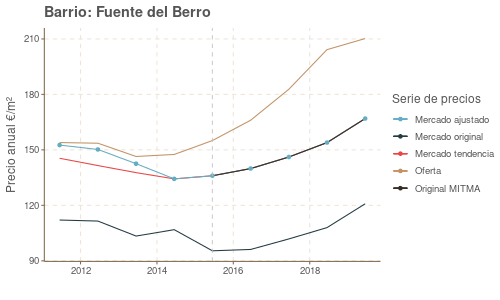 Barrio: Fuente del Berro
Precio anual €/m²
210
180
150
120
90
2012
2014
2016
2018
Serie de precios
Mercado ajustado
Mercado original
Mercado tendencia
Oferta
Original MITMA